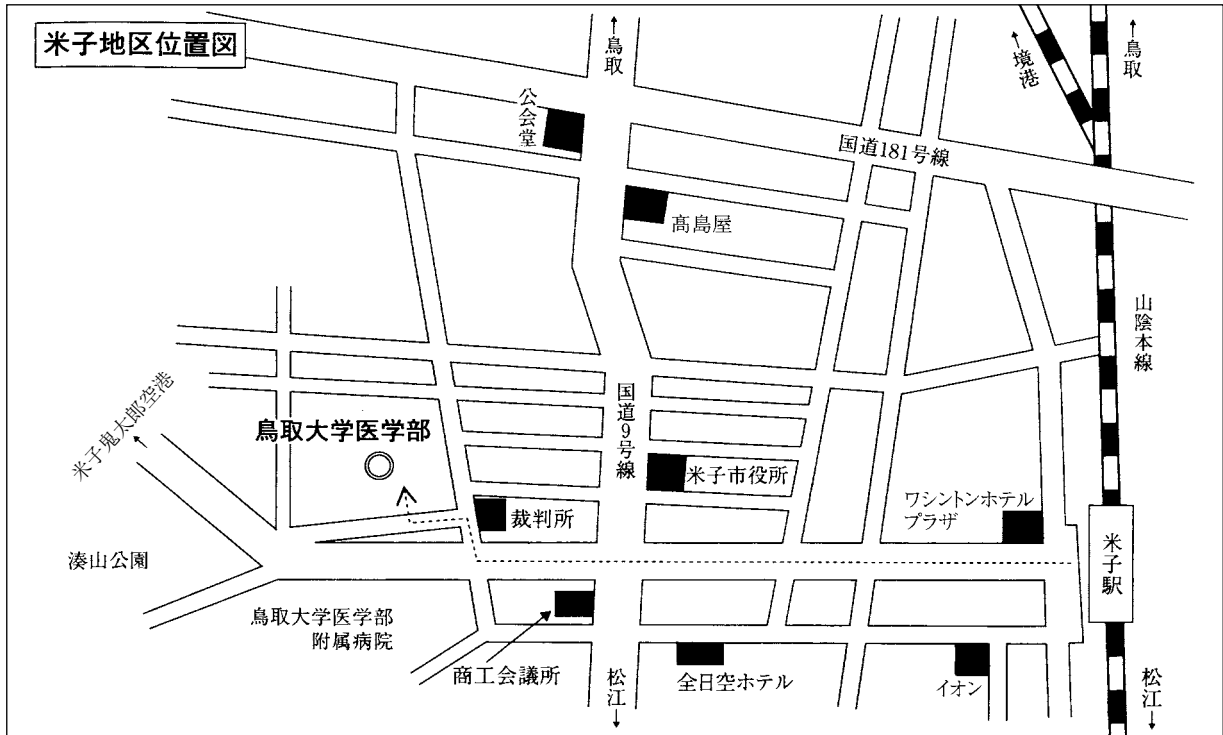 米子地区位置図
↑鳥取
↑境港
↑鳥取
公会堂
国道181号線
髙島屋
山陰本線
米子鬼太郎空港
国道9号線
鳥取大学医学部
米子市役所
ワシントンホテル
プラザ
裁判所
米子駅
湊山公園
鳥取大学医学部
附属病院
商工会議所
松江↓
全日空ホテル
イオン
松江↓